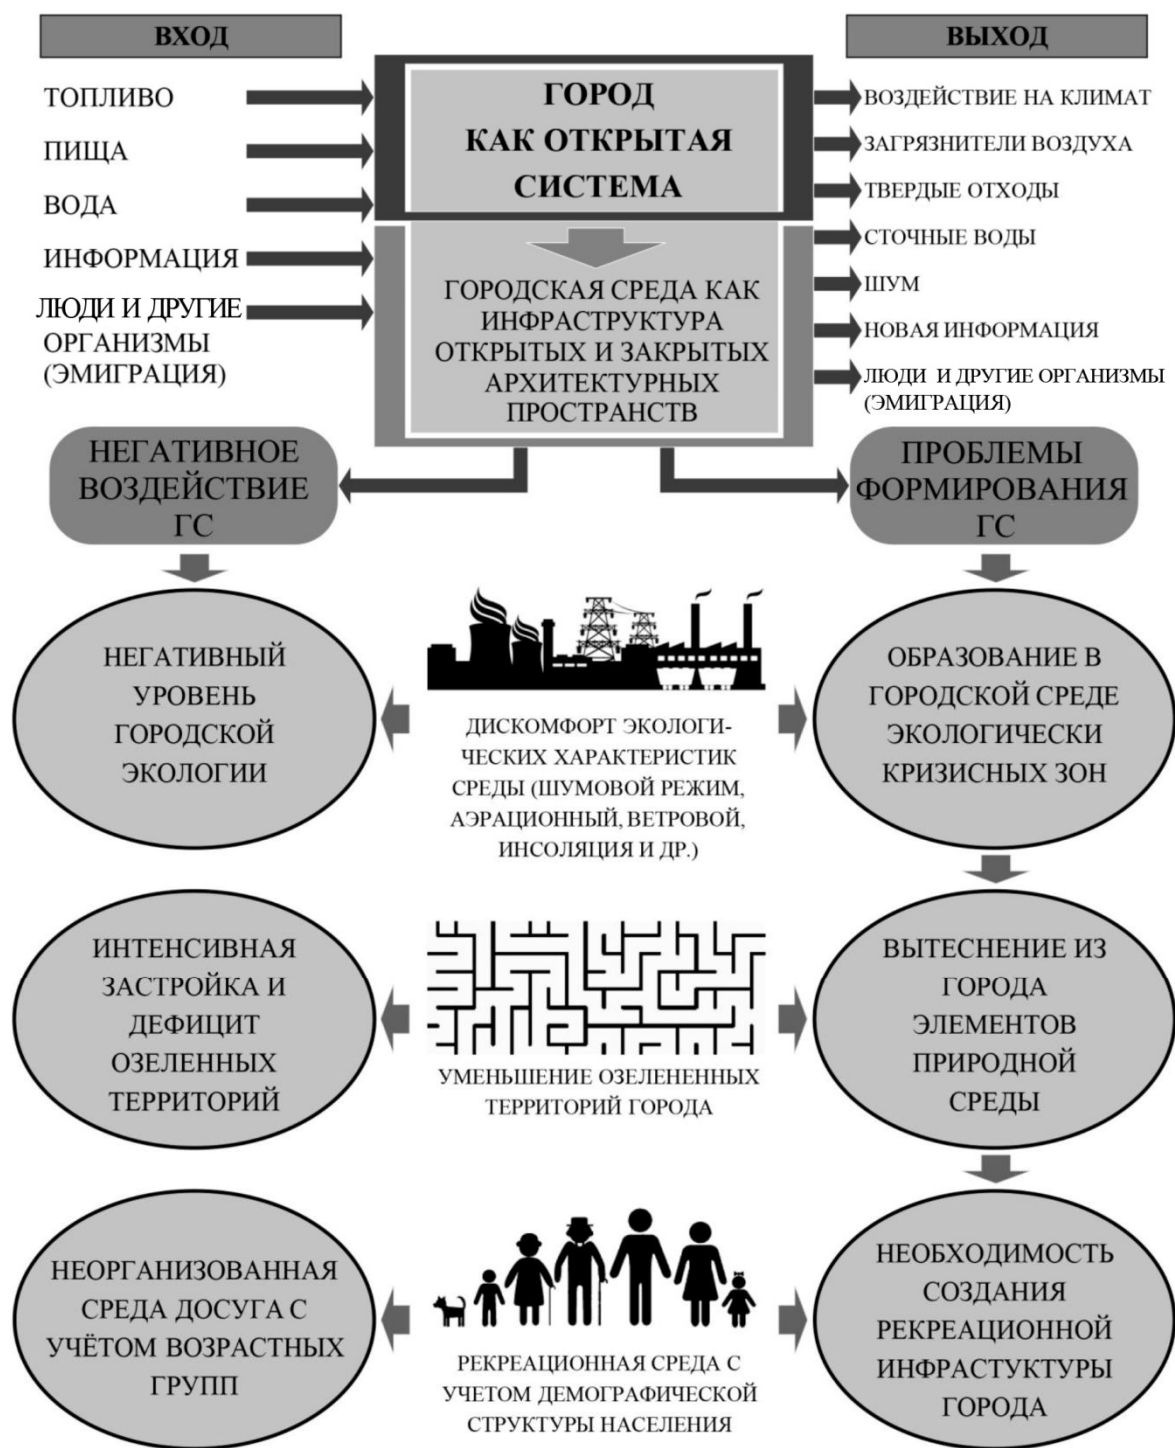 ВХОД
ТОПЛИВО
ПИЩА
ВОДА
ИНФОРМАЦИЯ
ЛЮДИ И ДРУГИЕ
ОРГАНИЗМЫ
(ЭМИГРАЦИЯ)
ГОРОД
КАК ОТКРЫТАЯ
СИСТЕМА
ГОРОДСКАЯ СРЕДА КАК
ИНФРАСТРУКТУРА
ОТКРЫТЫХ И ЗАКРЫТЫХ
АРХИТЕКТУРНЫХ
ПРОСТРАНСТВ
ВЫХОД
ВОЗДЕЙСТВИЕ НА КЛИМАТ
ЗАГРЯЗНИТЕЛИ ВОЗДУХА
ТВЕРДЫЕ ОТХОДЫ
СТОЧНЫЕ ВОДЫ
ШУМ
НОВАЯ ИНФОРМАЦИЯ
ЛЮДИ И ДРУГИЕ ОРГАНИЗМЫ
(ЭМИГРАЦИЯ)
НЕГАТИВНОЕ
ВОЗДЕЙСТВИЕ
ГС
ПРОБЛЕМЫ
ФОРМИРОВАНИЯ
ГС
НЕГАТИВНЫЙ
УРОВЕНЬ
ГОРОДСКОЙ
ЭКОЛОГИИ
ДИСКОМФОРТ ЭКОЛОГИ-
ЧЕСКИХ ХАРАКТЕРИСТИК
СРЕДЫ (ШУМОВОЙ РЕЖИМ,
АЭРАЦИОННЫЙ, ВЕТРОВОЙ,
ИНСОЛЯЦИЯ И ДР.)
ОБРАЗОВАНИЕ В
ГОРОДСКОЙ СРЕДЕ
ЭКОЛОГИЧЕСКИ
КРИЗИСНЫХ ЗОН
ИНТЕНСИВНАЯ
ЗАСТРОЙКА И
ДЕФИЦИТ
ОЗЕЛЕННЫХ
ТЕРРИТОРИЙ
УМЕНЬШЕНИЕ ОЗЕЛЕНЕННЫХ
ТЕРРИТОРИЙ ГОРОДА
ВЫТЕСНЕНИЕ ИЗ
ГОРОДА
ЭЛЕМЕНТОВ
ПРИРОДНОЙ
СРЕДЫ
НЕОРГАНИЗОВАННАЯ
СРЕДА ДОСУГА С
УЧЁТОМ ВОЗРАСТНЫХ
ГРУПП
РЕКРЕАЦИОННАЯ СРЕДА С
УЧЕТОМ ДЕМОГРАФИЧЕСКОЙ
СТРУКТУРЫ НАСЕЛЕНИЯ
НЕОБХОДИМОСТЬ
СОЗДАНИЯ
РЕКРЕАЦИОННОЙ
ИНФРАСТУКТУРЫ
ГОРОДА